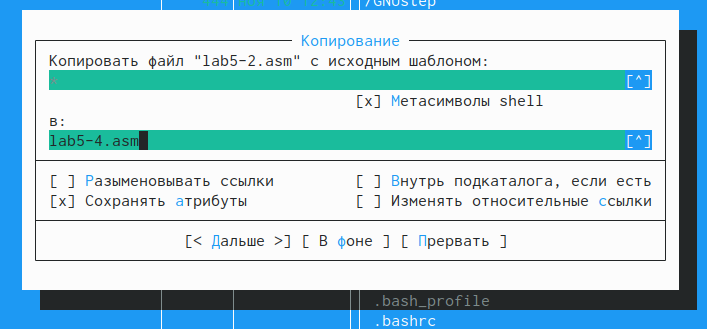 /GNUstep
Копирование
Копировать файл "lab5-2.asm" с исходным шаблоном:
[^]
[x] Метасимволы shell
в:
lab5-4.asm [^]
[ ] Разыменовывать ссылки [ ] Внутрь подкаталога, если есть
[x] Сохранять атрибуты [ ] Изменять относительные ссылки
[< Дальше >] [ В фоне ] [ Прервать ]
.bash_profile
.bashrc